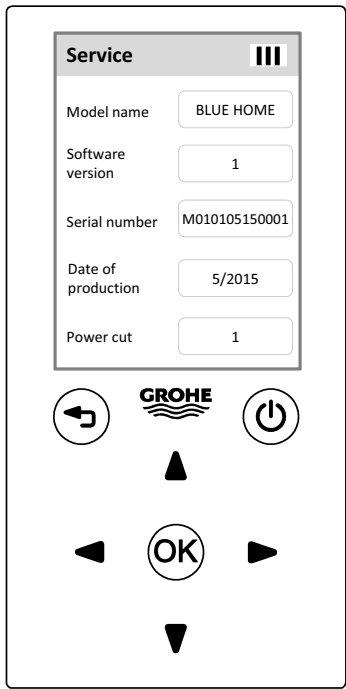 Service
Model name BLUE HOME
Software
version 1
Serial number M010105150001
Date of
production 5/2015
Power cut 1
GROHE
OK